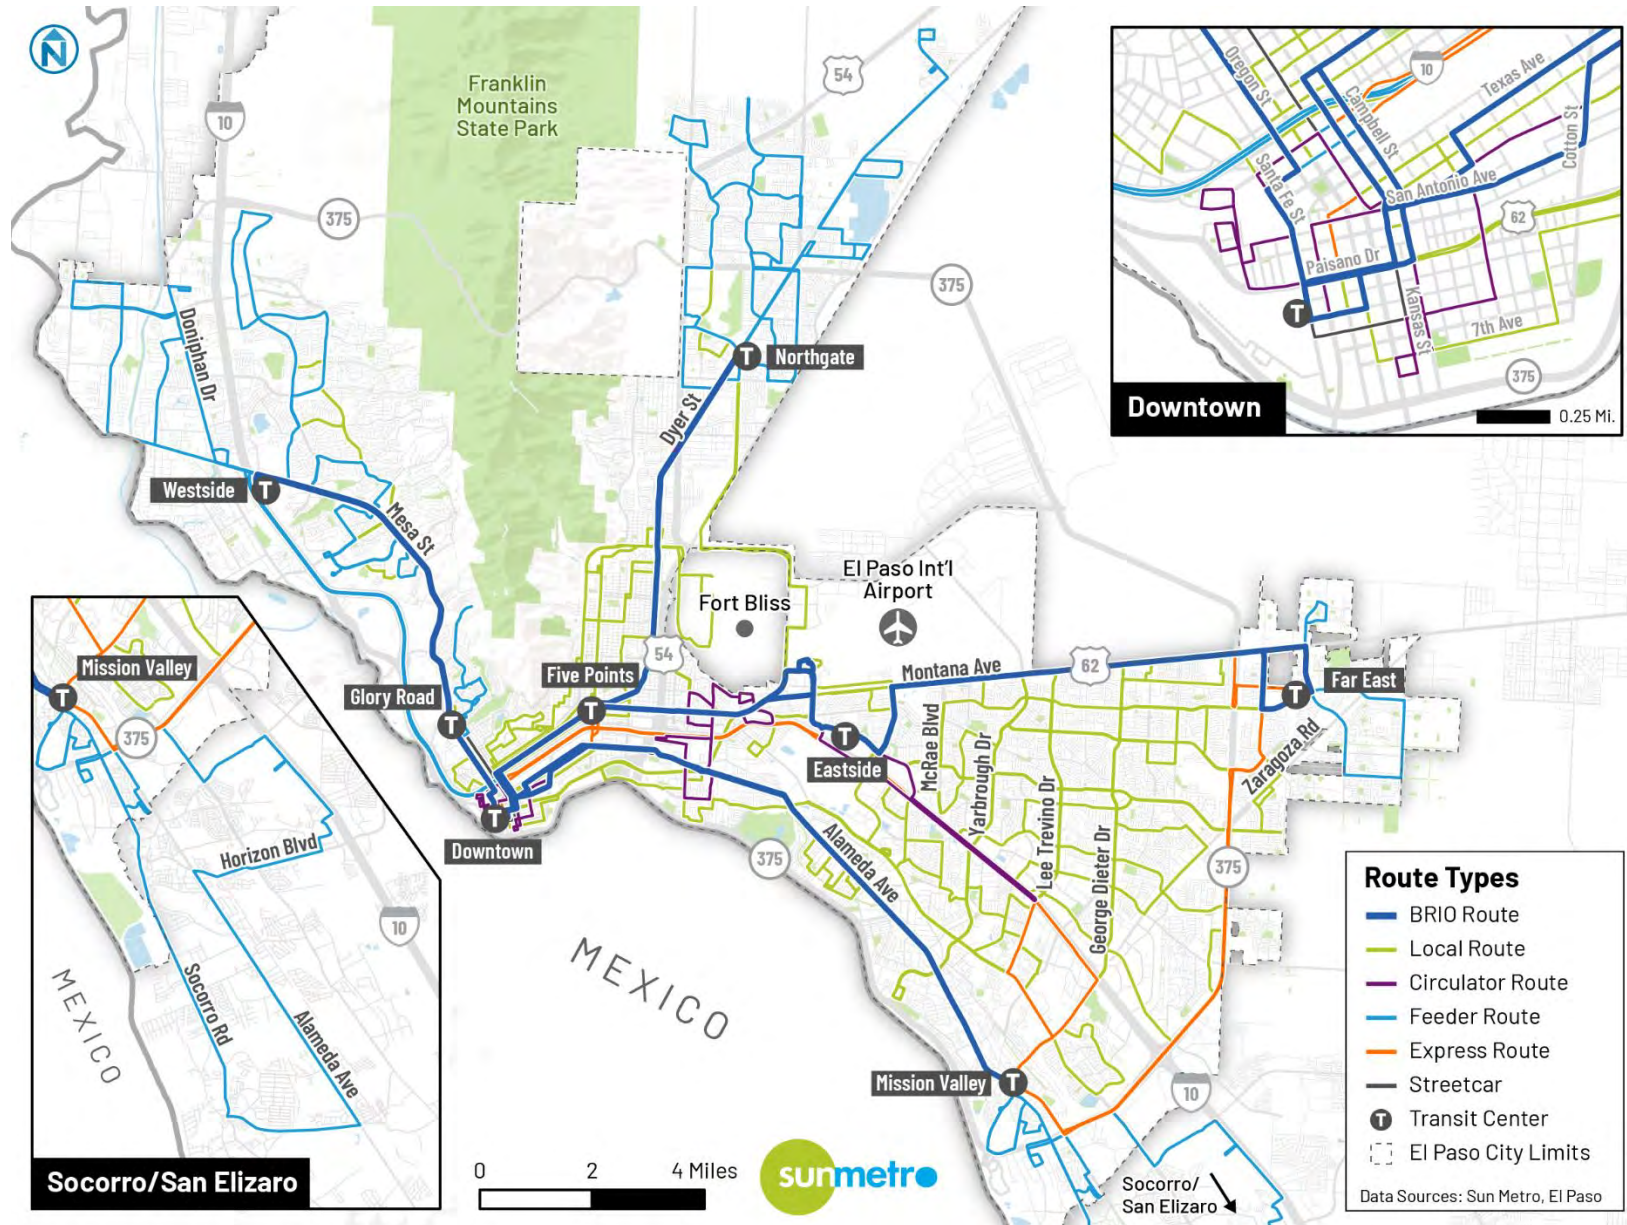 N
10
Franklin
Mountains
State Park
54
375
375
Doniphan Dr
Northgate
Dyer St
Westside
Mesa St
El Paso Int'l
Airport
Fort Bliss
54
Five Points
Montana Ave
62
Far East
T
T
T
T
T
T
T
T
Glory Road
Eastside
McRae Blvd
Yarbrough Dr
Lee Trevino Dr
George Dieter Dr
Zaragoza Rd
Downtown
375
Alameda Ave
375
MEXICO
Mission Valley
10
Socorro/
San Elizaro
Oregon St
10
Campbell St
Texas Ave
Cotton St
Santa Fe St
San Antonio Ave
62
Paisano Dr
T
Kansas St
7th Ave
375
Downtown
0.25 Mi.
Mission Valley
T
375
Horizon Blvd
10
MEXICO
Socorro Rd
Alameda Ave
Socorro/San Elizaro
0 2 4 Miles
sunmetro
Route Types
BRIO Route
Local Route
Circulator Route
Feeder Route
Express Route
Streetcar
T Transit Center
El Paso City Limits
Data Sources: Sun Metro, El Paso